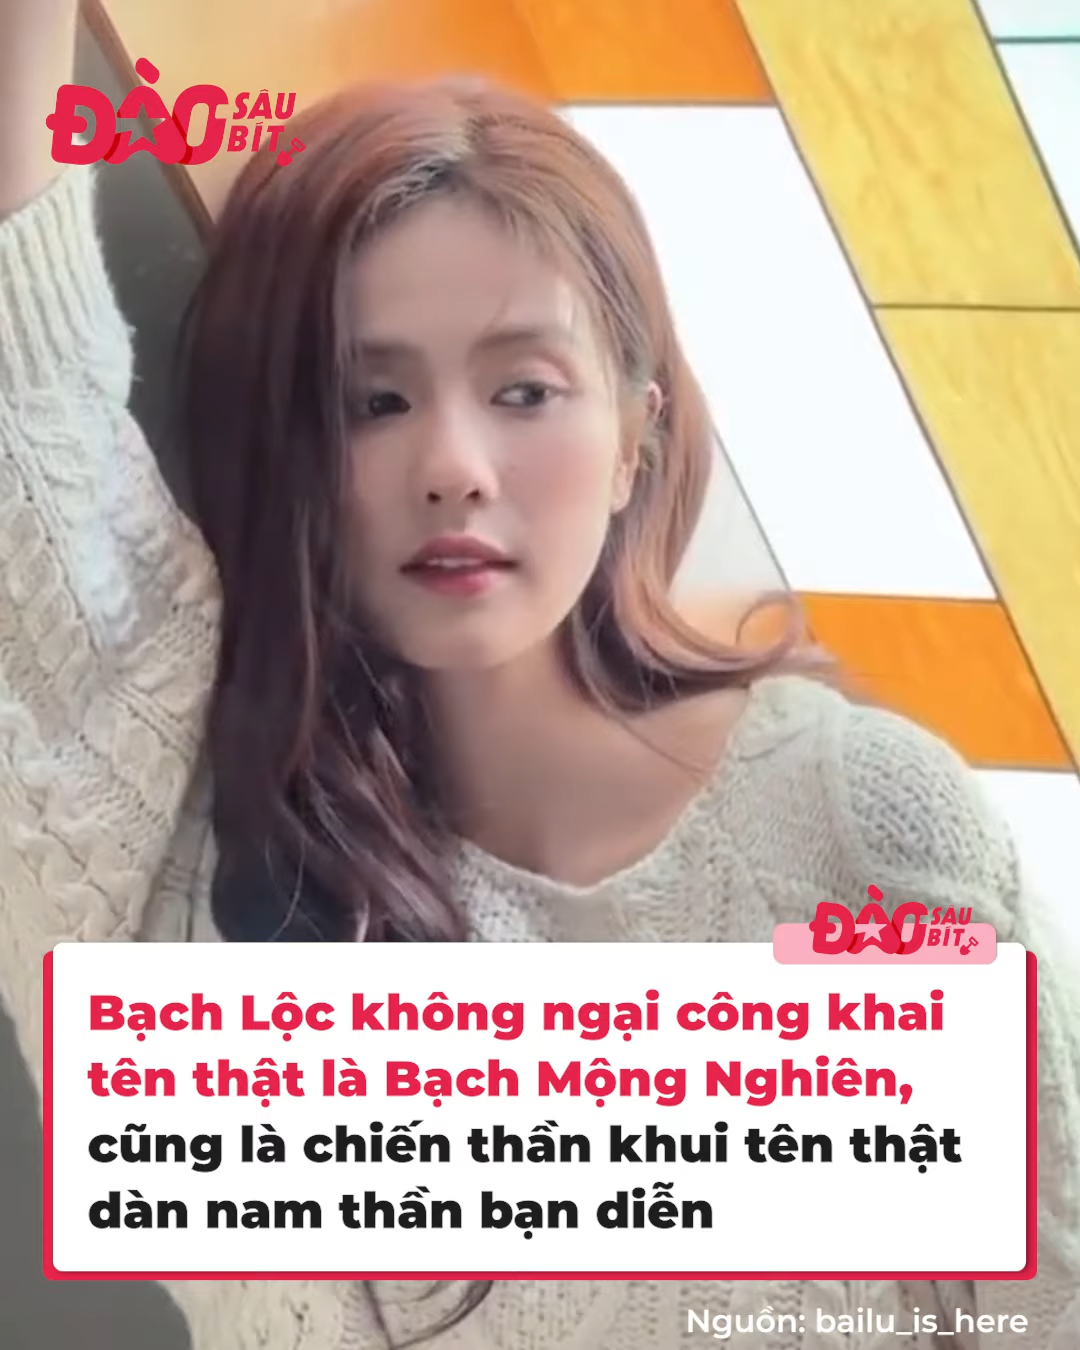 ĐÀO SÂU BÍT
ĐÀO SÂU BÍT
Bạch Lộc không ngại công khai
tên thật là Bạch Mộng Nghiên,
cũng là chiến thần khui tên thật
dàn nam thần bạn diễn
Nguồn: bailu_is_here